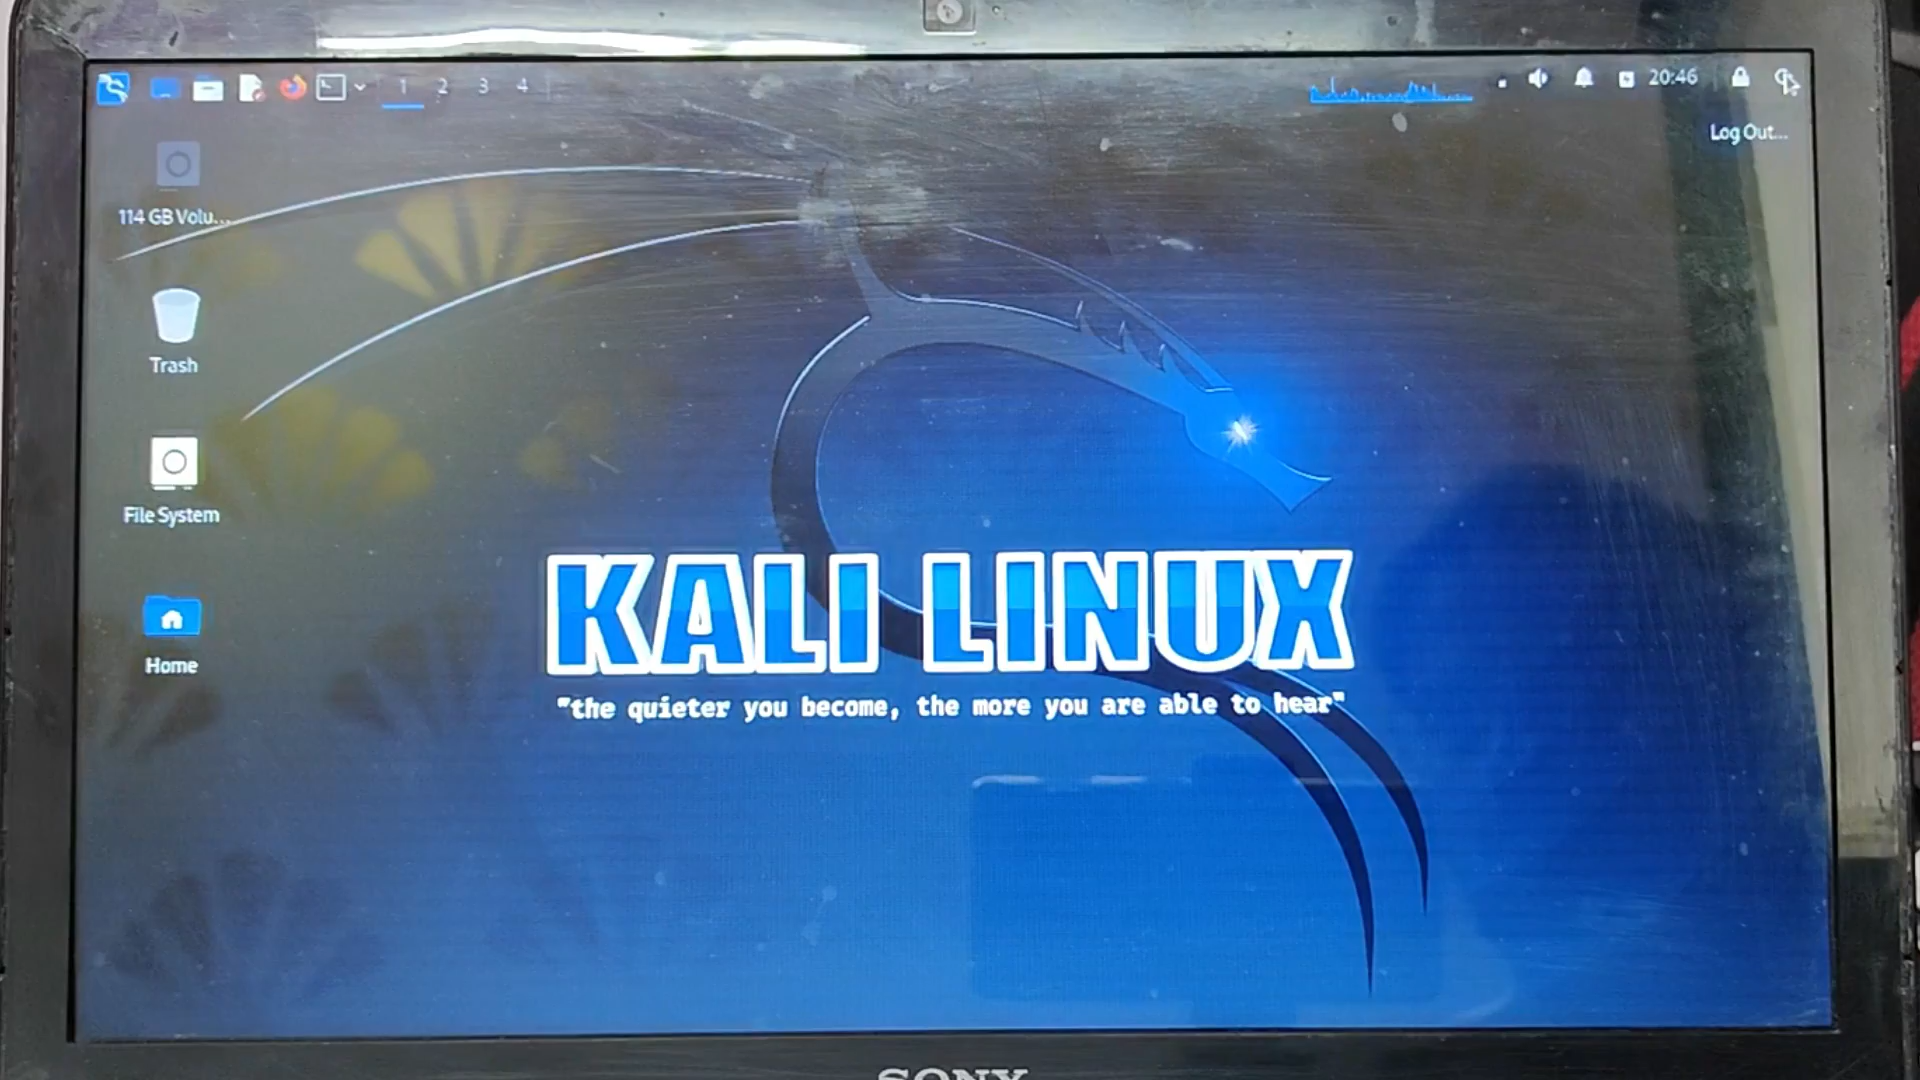 1 2 3 4 20:46
Log Out...
114 GB Volu...
Trash
File System
Home
KALI LINUX
"the quieter you become, the more you are able to hear"
SONY